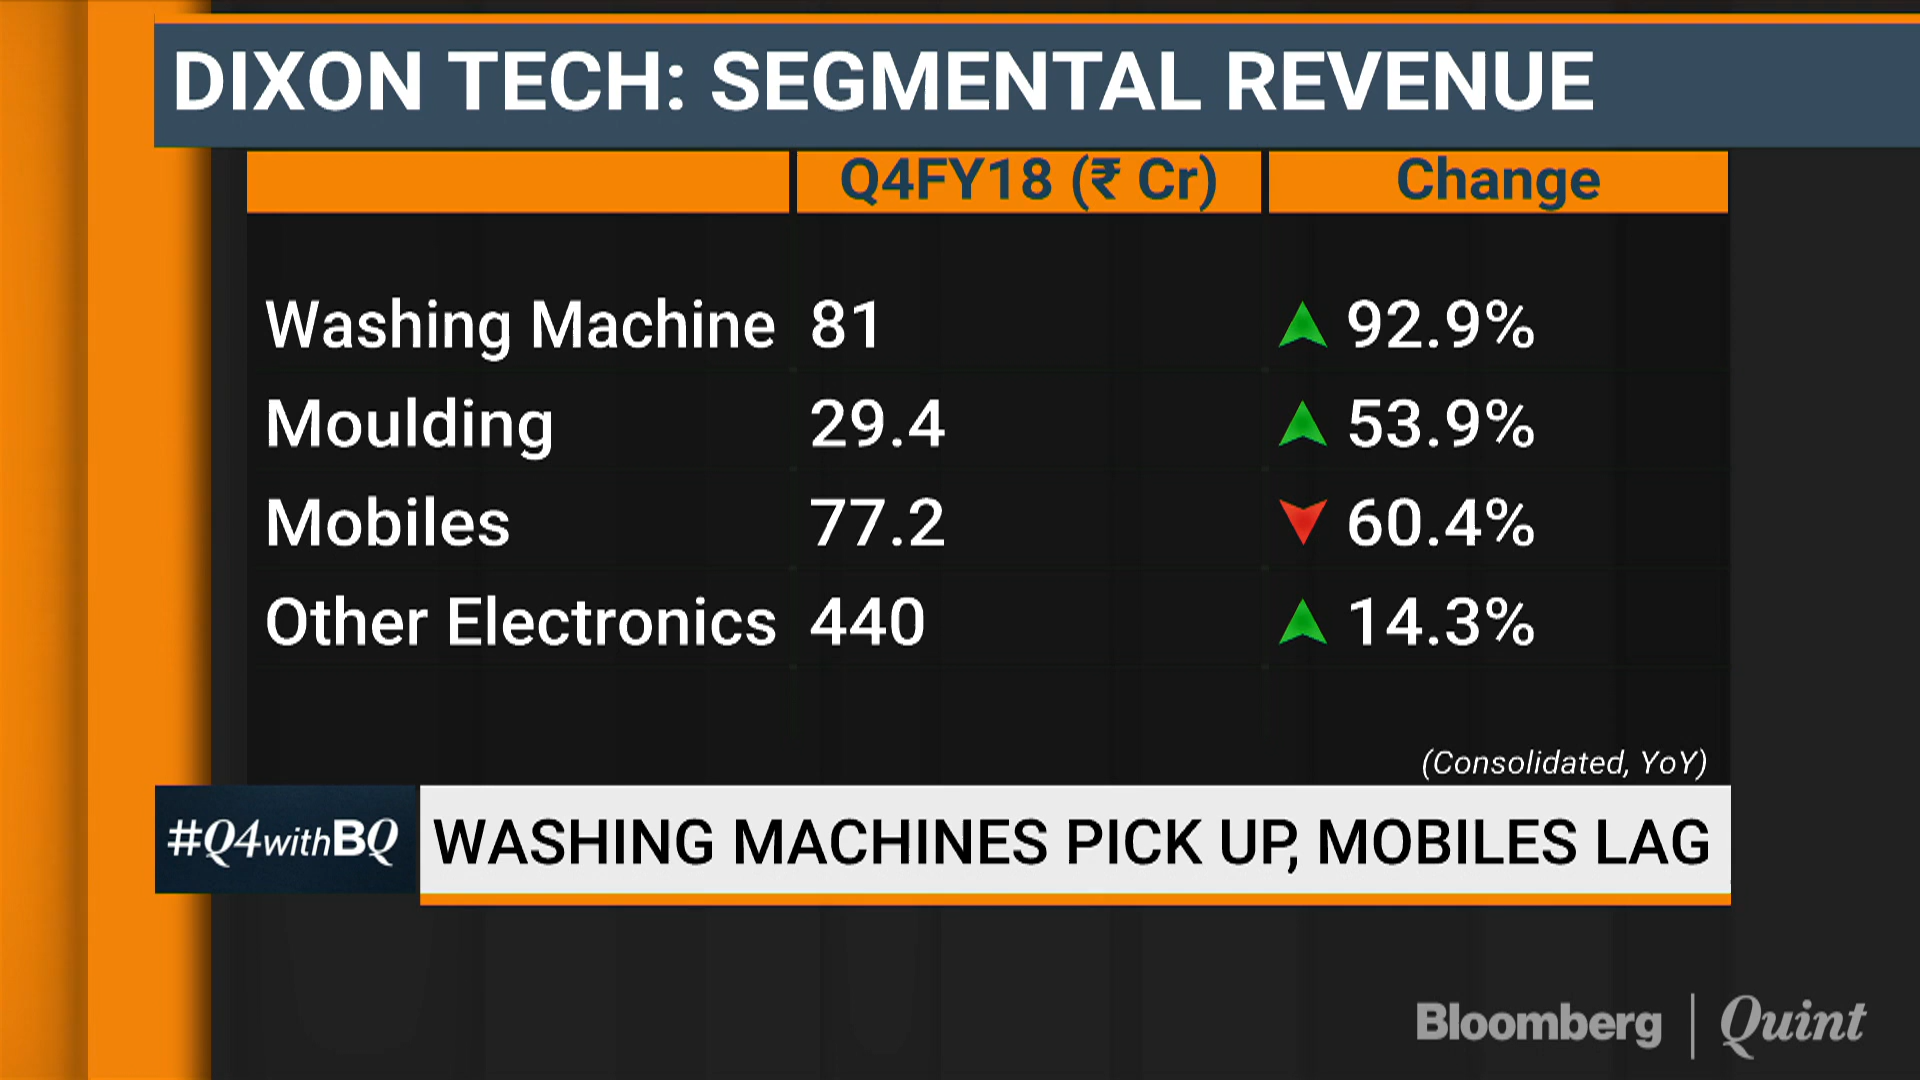 DIXON TECH: SEGMENTAL REVENUE
Q4FY18 (₹ Cr) Change
Washing Machine 81 92.9%
Moulding 29.4 53.9%
Mobiles 77.2 60.4%
Other Electronics 440 14.3%
(Consolidated, YoY)
#Q4withBQ WASHING MACHINES PICK UP, MOBILES LAG
Bloomberg | Quint